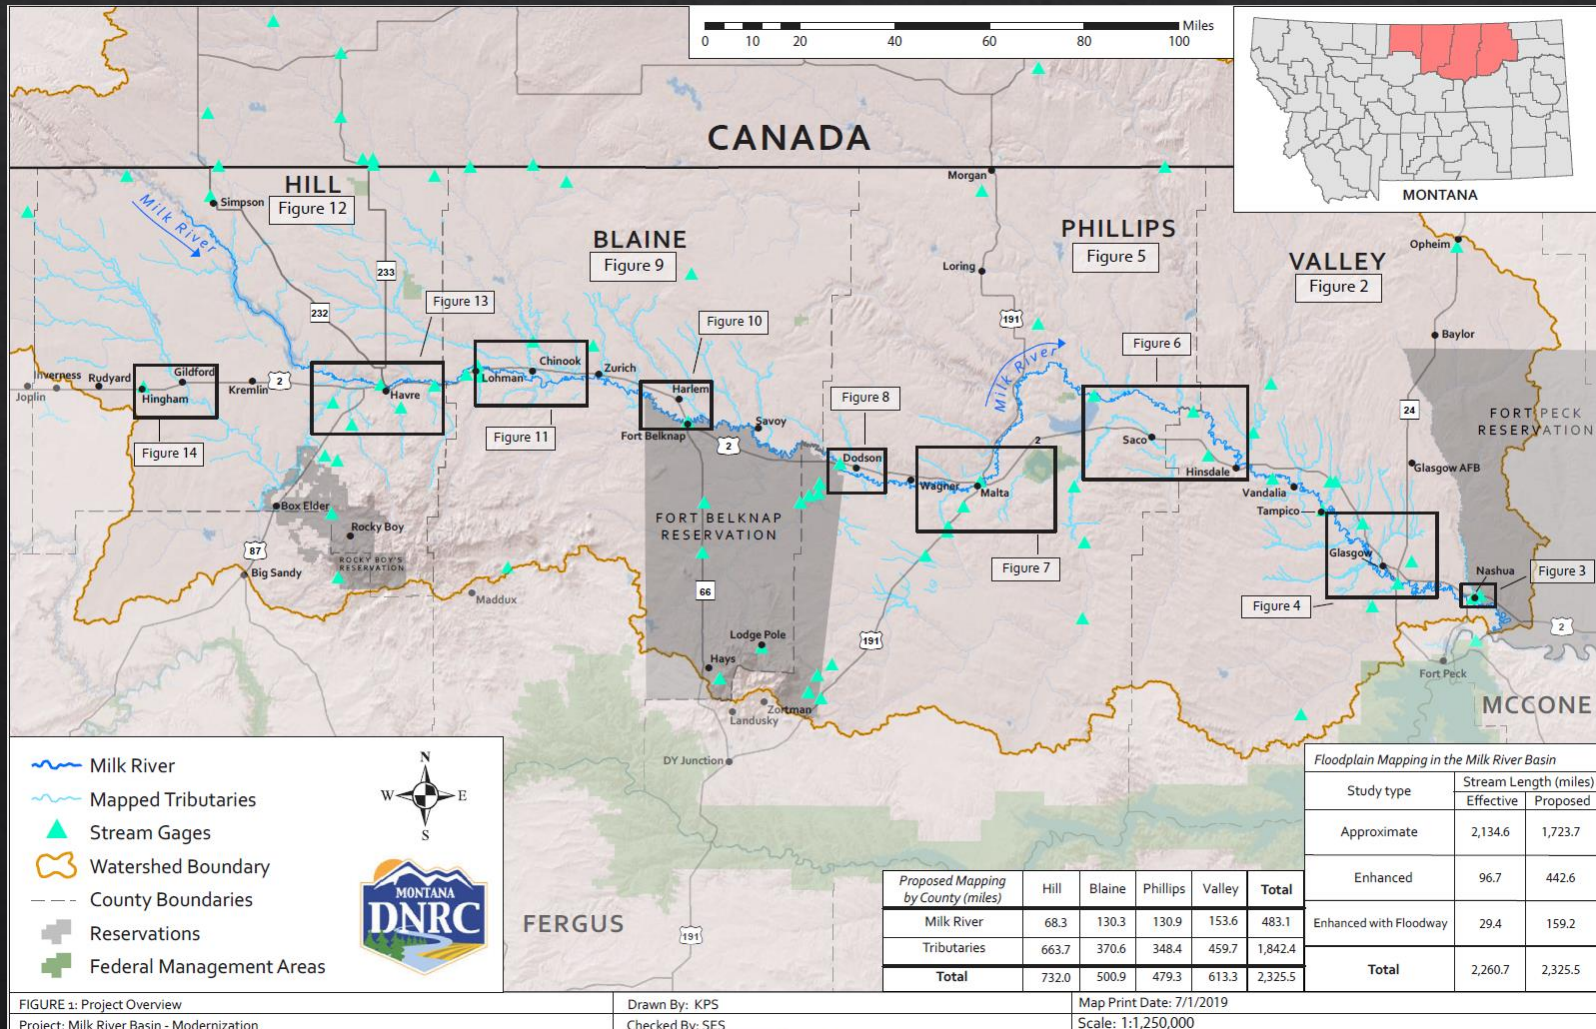 Miles
0 10 20 40 60 80 100
CANADA
MONTANA
HILL
Figure 12
BLAINE
Figure 9
PHILLIPS
Figure 5
VALLEY
Figure 2
Morgan
Simpson
Milk River
Opheim
Loring
233
232
191
Milk River
Baylor
Figure 13
Figure 10
Figure 6
Inverness
Joplin
Rudyard
Hingham
Gildford
Kremlin
2
Havre
Lohman
Chinook
Zurich
Harlem
Fort Belknap
Savoy
2
Figure 8
Dodson
Wagner
Malta
2
Saco
Hinsdale
24
FORT PECK
RESERVATION
Glasgow AFB
Vandalia
Tampico
Figure 14
Figure 11
Figure 7
Box Elder
Rocky Boy
ROCKY BOY'S
RESERVATION
87
Big Sandy
Maddux
FORT BELKNAP
RESERVATION
66
Lodge Pole
Hays
Zortman
Landusky
191
DY Junction
Glasgow
Nashua
Figure 3
Figure 4
2
Fort Peck
MCCONE
FERGUS
191
Milk River
Mapped Tributaries
Stream Gages
Watershed Boundary
County Boundaries
Reservations
Federal Management Areas
N
W E
S
MONTANA
DNRC
Proposed Mapping by County (miles) Hill Blaine Phillips Valley Total
Milk River 68.3 130.3 130.9 153.6 483.1
Tributaries 663.7 370.6 348.4 459.7 1,842.4
Total 732.0 500.9 479.3 613.3 2,325.5
Floodplain Mapping in the Milk River Basin
Study type Stream Length (miles)
Effective Proposed
Approximate 2,134.6 1,723.7
Enhanced 96.7 442.6
Enhanced with Floodway 29.4 159.2
Total 2,260.7 2,325.5
FIGURE 1: Project Overview
Drawn By: KPS
Map Print Date: 7/1/2019
Project: Milk River Basin - Modernization
Checked By: SES
Scale: 1:1,250,000